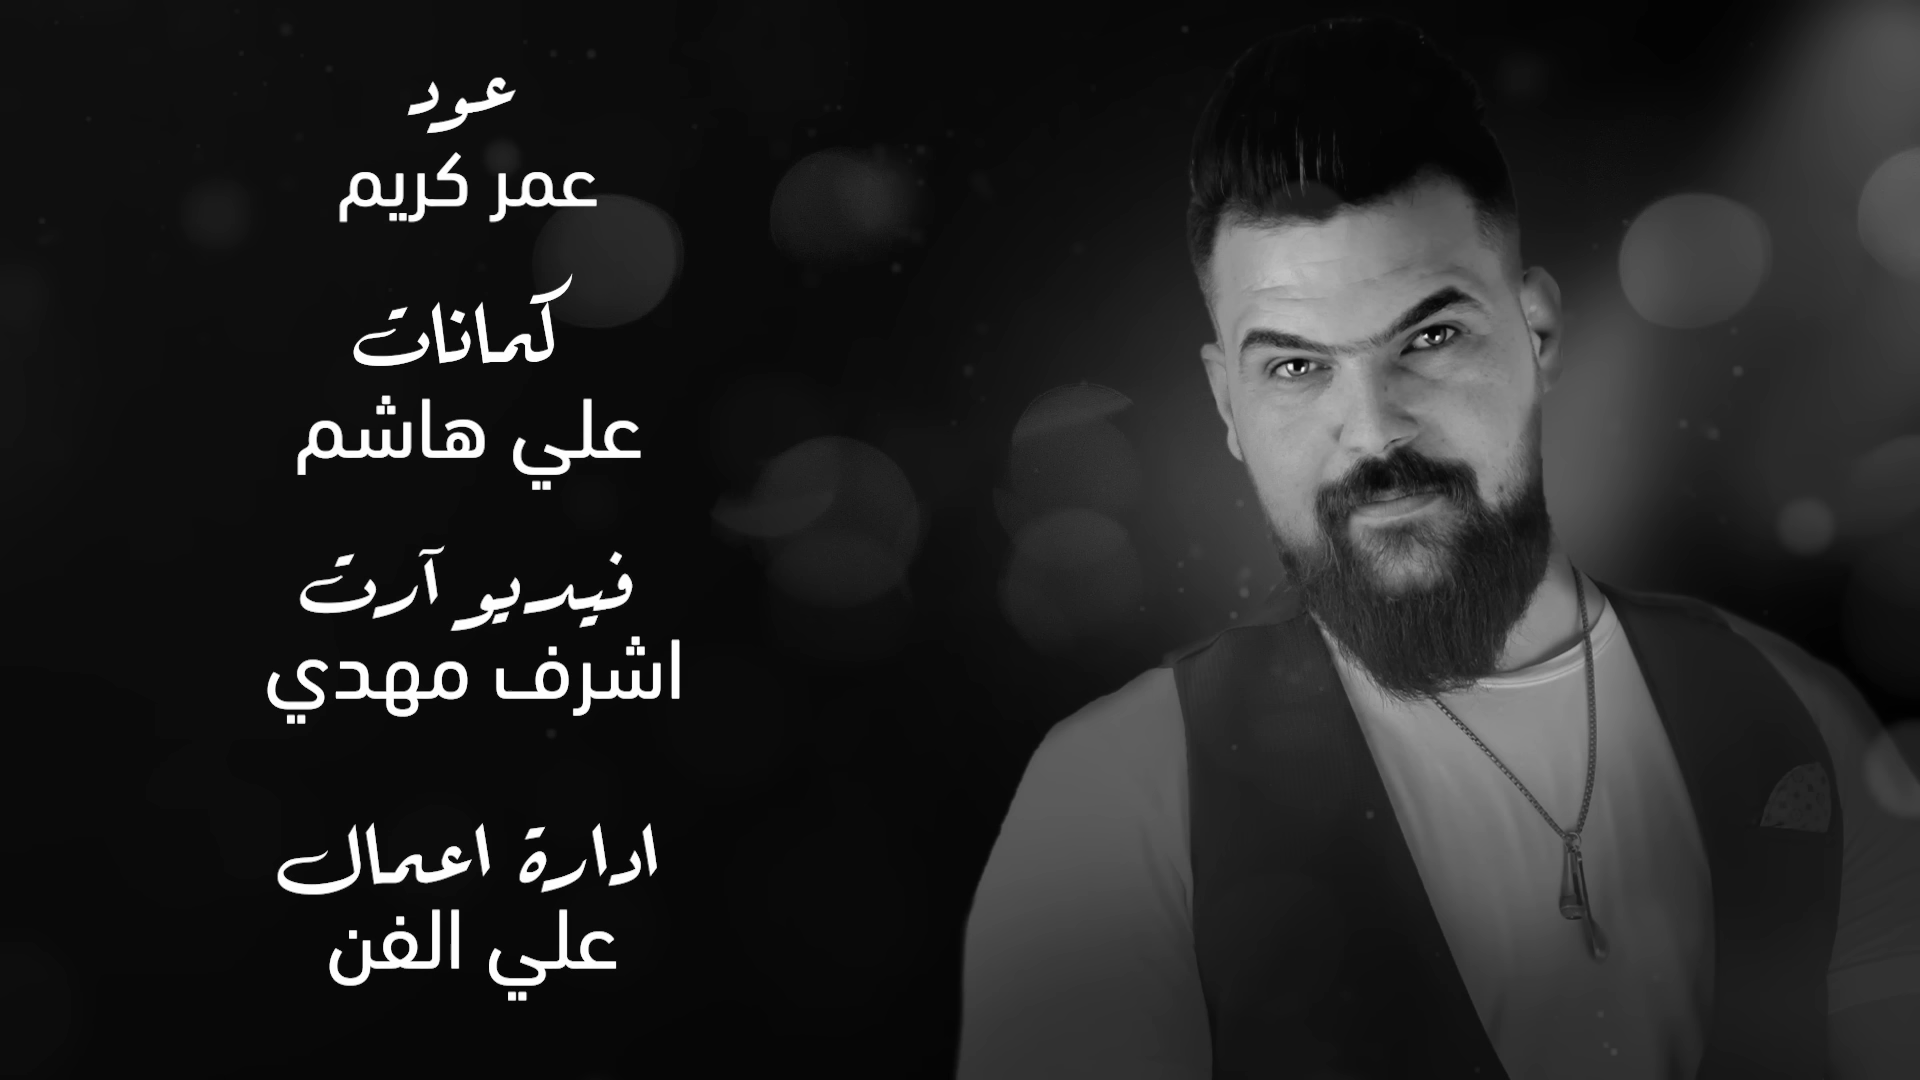 عود
عمر كريم
كمانات
علي هاشم
فيديو آرت
اشرف مهدي
ادارة اعمال
علي الفن